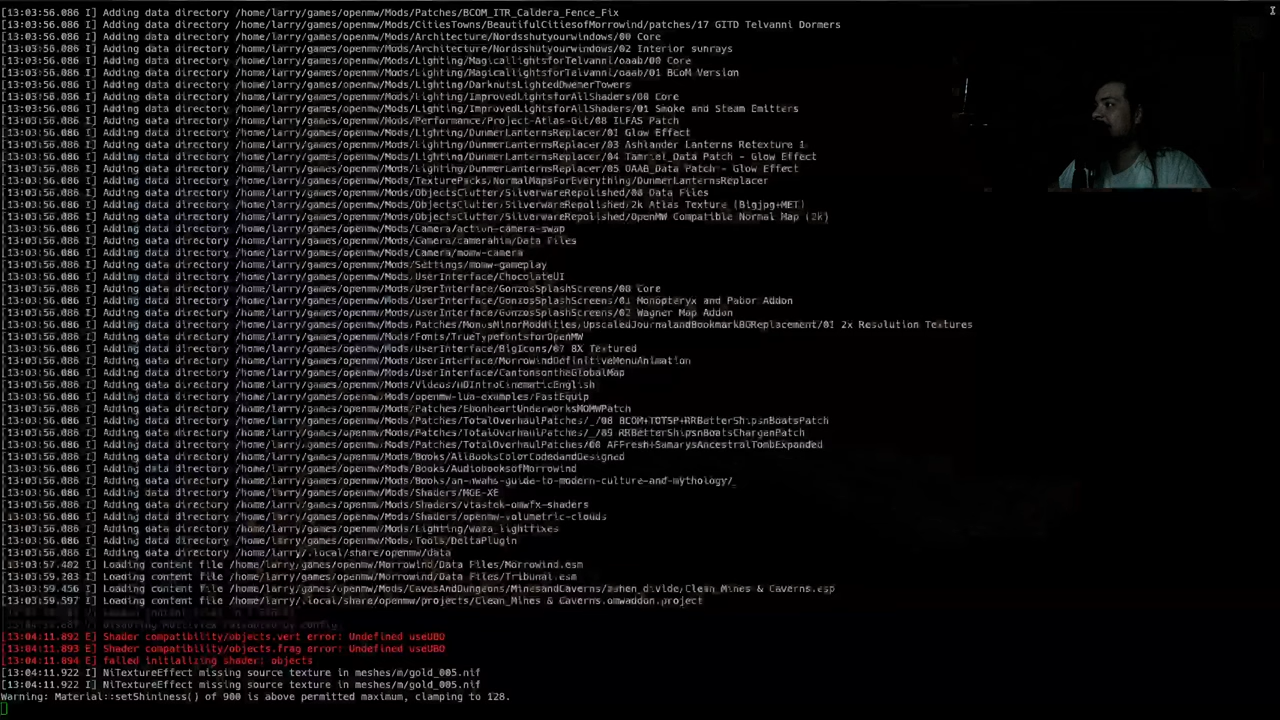 [13:03:56.086 I] Adding data directory /home/larry/games/openmw/Mods/Patches/BCOM_ITR_Caldera_Fence_Fix
[13:03:56.086 I] Adding data directory /home/larry/games/openmw/Mods/CitiesTowns/BeautifulCitiesofMorrowind/patches/17 GITD Telvanni Dormers
[13:03:56.086 I] Adding data directory /home/larry/games/openmw/Mods/Architecture/Nordsshutyourwindows/00 Core
[13:03:56.086 I] Adding data directory /home/larry/games/openmw/Mods/Architecture/Nordsshutyourwindows/02 Interior sunrays
[13:03:56.086 I] Adding data directory /home/larry/games/openmw/Mods/Lighting/MagicallightsforTelvanni/oaab/00 Core
[13:03:56.086 I] Adding data directory /home/larry/games/openmw/Mods/Lighting/MagicallightsforTelvanni/oaab/01 BCoM Version
[13:03:56.086 I] Adding data directory /home/larry/games/openmw/Mods/Lighting/DarknutsLightedDwemerTowers
[13:03:56.086 I] Adding data directory /home/larry/games/openmw/Mods/Lighting/ImprovedLightsforAllShaders/00 Core
[13:03:56.086 I] Adding data directory /home/larry/games/openmw/Mods/Lighting/ImprovedLightsforAllShaders/01 Smoke and Steam Emitters
[13:03:56.086 I] Adding data directory /home/larry/games/openmw/Mods/Performance/Project-Atlas-Git/08 ILFAS Patch
[13:03:56.086 I] Adding data directory /home/larry/games/openmw/Mods/Lighting/DunmerLanternsReplacer/01 Glow Effect
[13:03:56.086 I] Adding data directory /home/larry/games/openmw/Mods/Lighting/DunmerLanternsReplacer/03 Ashlander Lanterns Retexture 1
[13:03:56.086 I] Adding data directory /home/larry/games/openmw/Mods/Lighting/DunmerLanternsReplacer/04 Tamriel_Data Patch - Glow Effect
[13:03:56.086 I] Adding data directory /home/larry/games/openmw/Mods/Lighting/DunmerLanternsReplacer/05 OAAB_Data Patch - Glow Effect
[13:03:56.086 I] Adding data directory /home/larry/games/openmw/Mods/TexturePacks/NormalMapsForEverything/DunmerLanternsReplacer
[13:03:56.086 I] Adding data directory /home/larry/games/openmw/Mods/ObjectsClutter/SilverwareRepolished/00 Data Files
[13:03:56.086 I] Adding data directory /home/larry/games/openmw/Mods/ObjectsClutter/SilverwareRepolished/2k Atlas Texture (Bigjpg+MET)
[13:03:56.086 I] Adding data directory /home/larry/games/openmw/Mods/ObjectsClutter/SilverwareRepolished/OpenMW Compatible Normal Map (2k)
[13:03:56.086 I] Adding data directory /home/larry/games/openmw/Mods/Camera/action-camera-swap
[13:03:56.086 I] Adding data directory /home/larry/games/openmw/Mods/Camera/camerahim/Data Files
[13:03:56.086 I] Adding data directory /home/larry/games/openmw/Mods/Camera/momw-camera
[13:03:56.086 I] Adding data directory /home/larry/games/openmw/Mods/Settings/momw-gameplay
[13:03:56.086 I] Adding data directory /home/larry/games/openmw/Mods/UserInterface/ChocolateUI
[13:03:56.086 I] Adding data directory /home/larry/games/openmw/Mods/UserInterface/GonzosSplashScreens/00 Core
[13:03:56.086 I] Adding data directory /home/larry/games/openmw/Mods/UserInterface/GonzosSplashScreens/01 Monopteryx and Pabor Addon
[13:03:56.086 I] Adding data directory /home/larry/games/openmw/Mods/UserInterface/GonzosSplashScreens/02 Wagner Map Addon
[13:03:56.086 I] Adding data directory /home/larry/games/openmw/Mods/Patches/MonosMinorModdities/UpscaledJournalandBookmarkBGReplacement/01 2x Resolution Textures
[13:03:56.086 I] Adding data directory /home/larry/games/openmw/Mods/Fonts/TrueTypefontsforOpenMW
[13:03:56.086 I] Adding data directory /home/larry/games/openmw/Mods/UserInterface/BigIcons/07 8X Textured
[13:03:56.086 I] Adding data directory /home/larry/games/openmw/Mods/UserInterface/MorrowindDefinitiveMenuAnimation
[13:03:56.086 I] Adding data directory /home/larry/games/openmw/Mods/UserInterface/CantonsontheGlobalMap
[13:03:56.086 I] Adding data directory /home/larry/games/openmw/Mods/Videos/HDIntroCinematicEnglish
[13:03:56.086 I] Adding data directory /home/larry/games/openmw/Mods/openmw-lua-examples/FastEquip
[13:03:56.086 I] Adding data directory /home/larry/games/openmw/Mods/Patches/EbonheartUnderworksMOMWPatch
[13:03:56.086 I] Adding data directory /home/larry/games/openmw/Mods/Patches/TotalOverhaulPatches/_/08 BCOM+TOTSP+RRBetterShipsnBoatsPatch
[13:03:56.086 I] Adding data directory /home/larry/games/openmw/Mods/Patches/TotalOverhaulPatches/_/09 RRBetterShipsnBoatsCharganPatch
[13:03:56.086 I] Adding data directory /home/larry/games/openmw/Mods/Patches/TotalOverhaulPatches/08 AFFresh+SamarysAncestralTombExpanded
[13:03:56.086 I] Adding data directory /home/larry/games/openmw/Mods/Books/AllBooksColorCodedandDesigned
[13:03:56.086 I] Adding data directory /home/larry/games/openmw/Mods/Books/AudiobooksofMorrowind
[13:03:56.086 I] Adding data directory /home/larry/games/openmw/Mods/Books/an-nwahs-guide-to-modern-culture-and-mythology/_
[13:03:56.086 I] Adding data directory /home/larry/games/openmw/Mods/Shaders/MGE-XE
[13:03:56.086 I] Adding data directory /home/larry/games/openmw/Mods/Shaders/vtastek-omwfx-shaders
[13:03:56.086 I] Adding data directory /home/larry/games/openmw/Mods/Shaders/openmw-volumetric-clouds
[13:03:56.086 I] Adding data directory /home/larry/games/openmw/Mods/Lighting/waza_lightfixes
[13:03:56.086 I] Adding data directory /home/larry/games/openmw/Mods/Tools/DeltaPlugin
[13:03:56.086 I] Adding data directory /home/larry/.local/share/openmw/data
[13:03:57.402 I] Loading content file /home/larry/games/openmw/Morrowind/Data Files/Morrowind.esm
[13:03:59.283 I] Loading content file /home/larry/games/openmw/Morrowind/Data Files/Tribunal.esm
[13:03:59.456 I] Loading content file /home/larry/games/openmw/Mods/CavesAndDungeons/MinesandCaverns/mwhen_divide/Clean_Mines & Caverns.esp
[13:03:59.597 I] Loading content file /home/larry/.local/share/openmw/projects/Clean_Mines & Caverns.omwaddon.project
[13:04:11.892 E] Shader compatibility/objects.vert error: Undefined useUBO
[13:04:11.893 E] Shader compatibility/objects.frag error: Undefined useUBO
[13:04:11.894 E] failed initializing shader: objects
[13:04:11.922 I] NiTextureEffect missing source texture in meshes/m/gold_005.nif
[13:04:11.922 I] NiTextureEffect missing source texture in meshes/m/gold_005.nif
Warning: Material::setShininess() of 900 is above permitted maximum, clamping to 128.